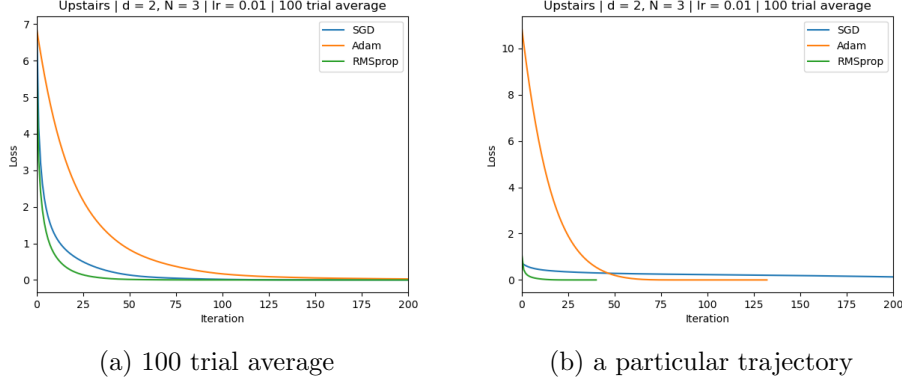 Upstairs | d = 2, N = 3 | lr = 0.01 | 100 trial average
SGD
Adam
RMSprop
7
6
5
4
3
2
1
0
Loss
0 25 50 75 100 125 150 175 200
Iteration
(a) 100 trial average
Upstairs | d = 2, N = 3 | lr = 0.01 | 100 trial average
SGD
Adam
RMSprop
10
8
6
4
2
0
Loss
0 25 50 75 100 125 150 175 200
Iteration
(b) a particular trajectory